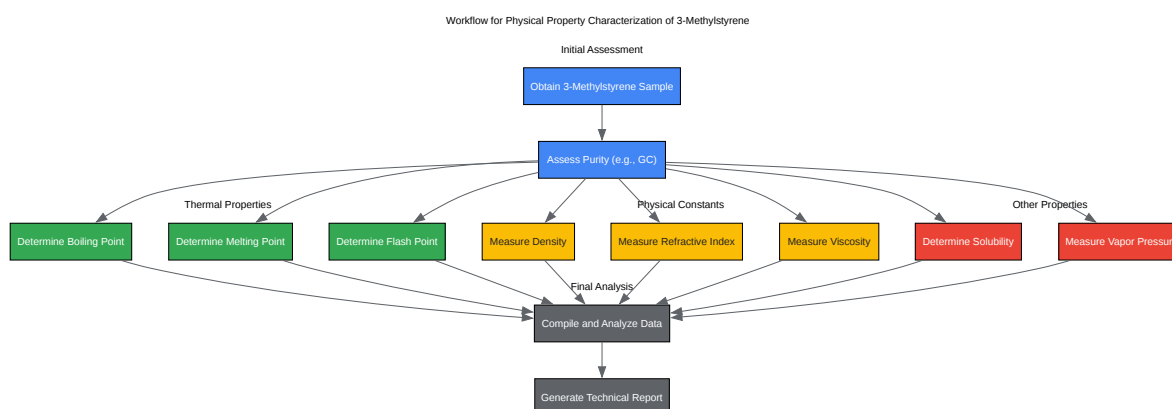 Workflow for Physical Property Characterization of 3-Methylstyrene
Initial Assessment
Obtain 3-Methylstyrene Sample
Assess Purity (e.g., GC)
Thermal Properties
Physical Constants
Other Properties
Determine Boiling Point
Determine Melting Point
Determine Flash Point
Measure Density
Measure Refractive Index
Measure Viscosity
Determine Solubility
Measure Vapor Pressure
Final Analysis
Compile and Analyze Data
Generate Technical Report